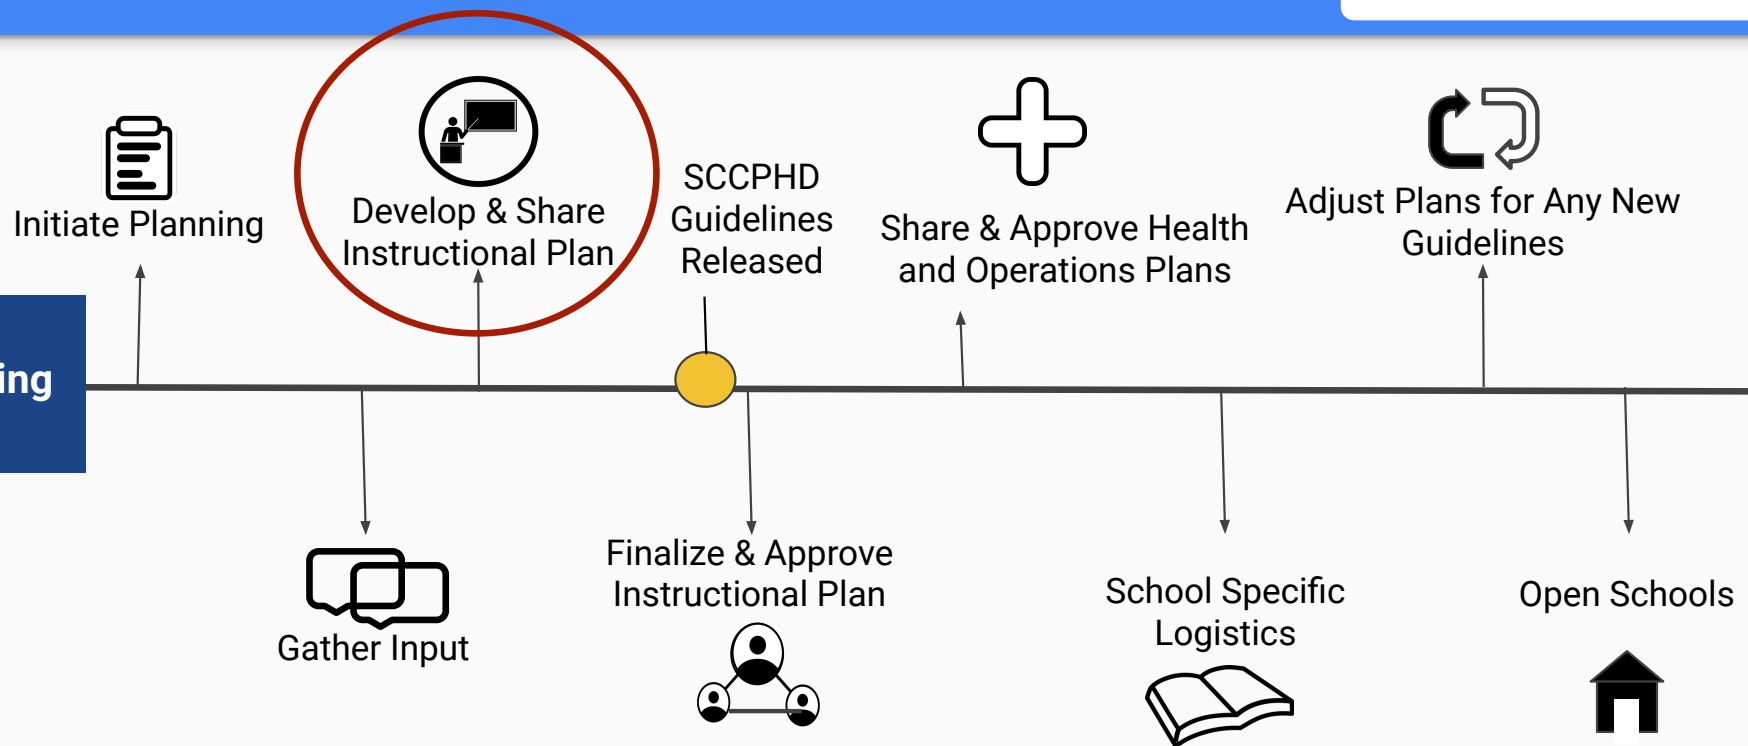 Initiate Planning
Develop & Share
Instructional Plan
SCCPHD
Guidelines
Released
Share & Approve Health
and Operations Plans
Adjust Plans for Any New
Guidelines
ing
Gather Input
Finalize & Approve
Instructional Plan
School Specific
Logistics
Open Schools